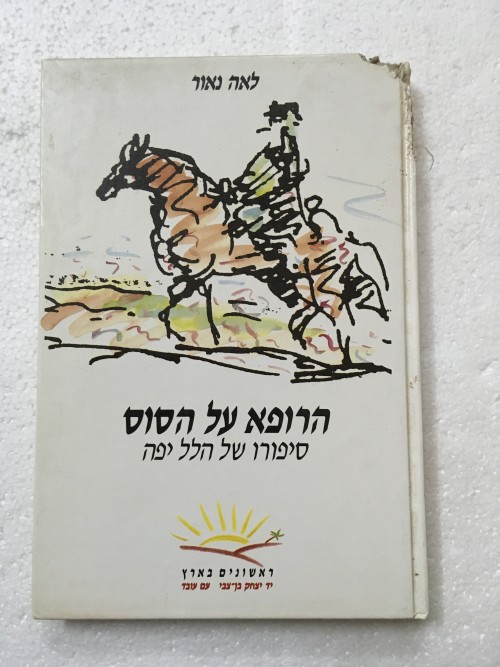 לאה נאור
הרופא על הסוס
סיפורו של הלל יפה
ראשונים בארץ
יד יצחק בן־צבי עם עובד